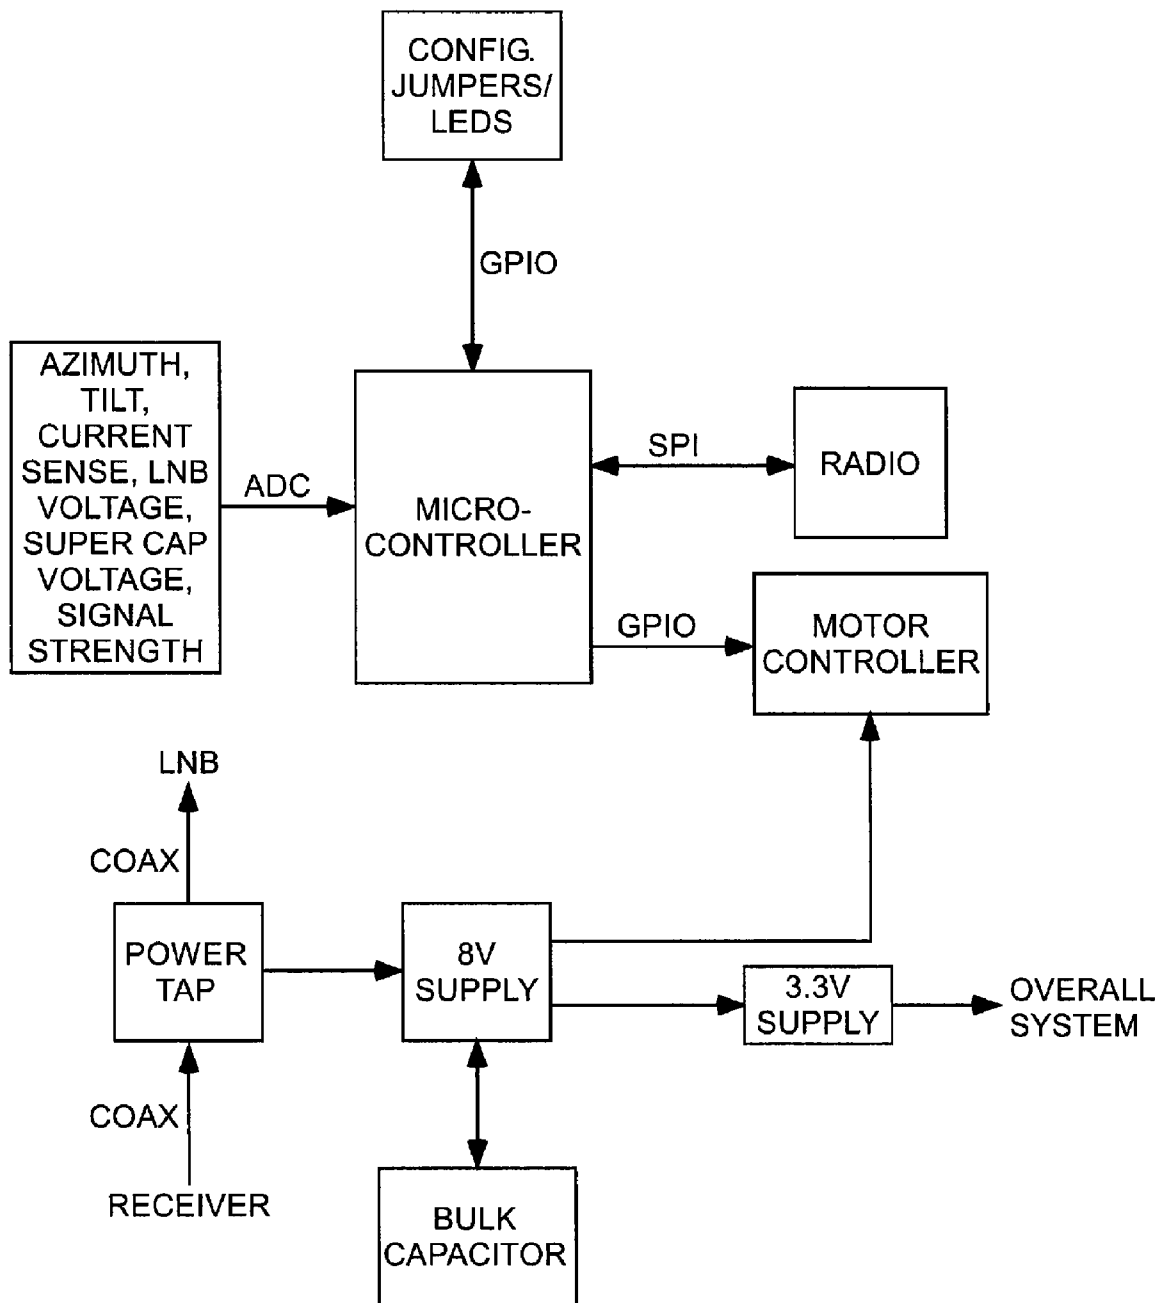 CONFIG.
JUMPERS/
LEDS
GPIO
AZIMUTH,
TILT,
CURRENT
SENSE, LNB
VOLTAGE,
SUPER CAP
VOLTAGE,
SIGNAL
STRENGTH
ADC
MICRO-
CONTROLLER
SPI
RADIO
GPIO
MOTOR
CONTROLLER
LNB
COAX
POWER
TAP
8V
SUPPLY
3.3V
SUPPLY
OVERALL
SYSTEM
COAX
RECEIVER
BULK
CAPACITOR